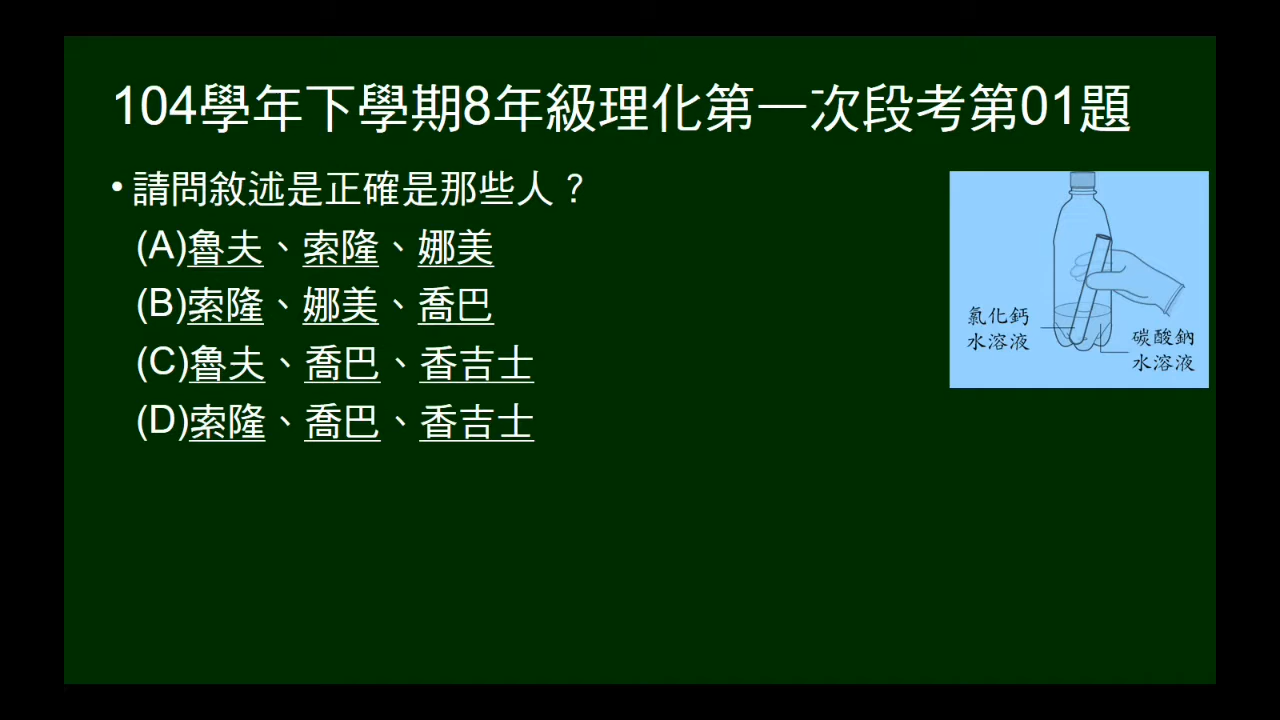 104學年下學期8年級理化第一次段考第01題
• 請問敘述是正確是那些人？
(A)魯夫、索隆、娜美
(B)索隆、娜美、喬巴
(C)魯夫、喬巴、香吉士
(D)索隆、喬巴、香吉士
氯化鈣
水溶液
碳酸鈉
水溶液